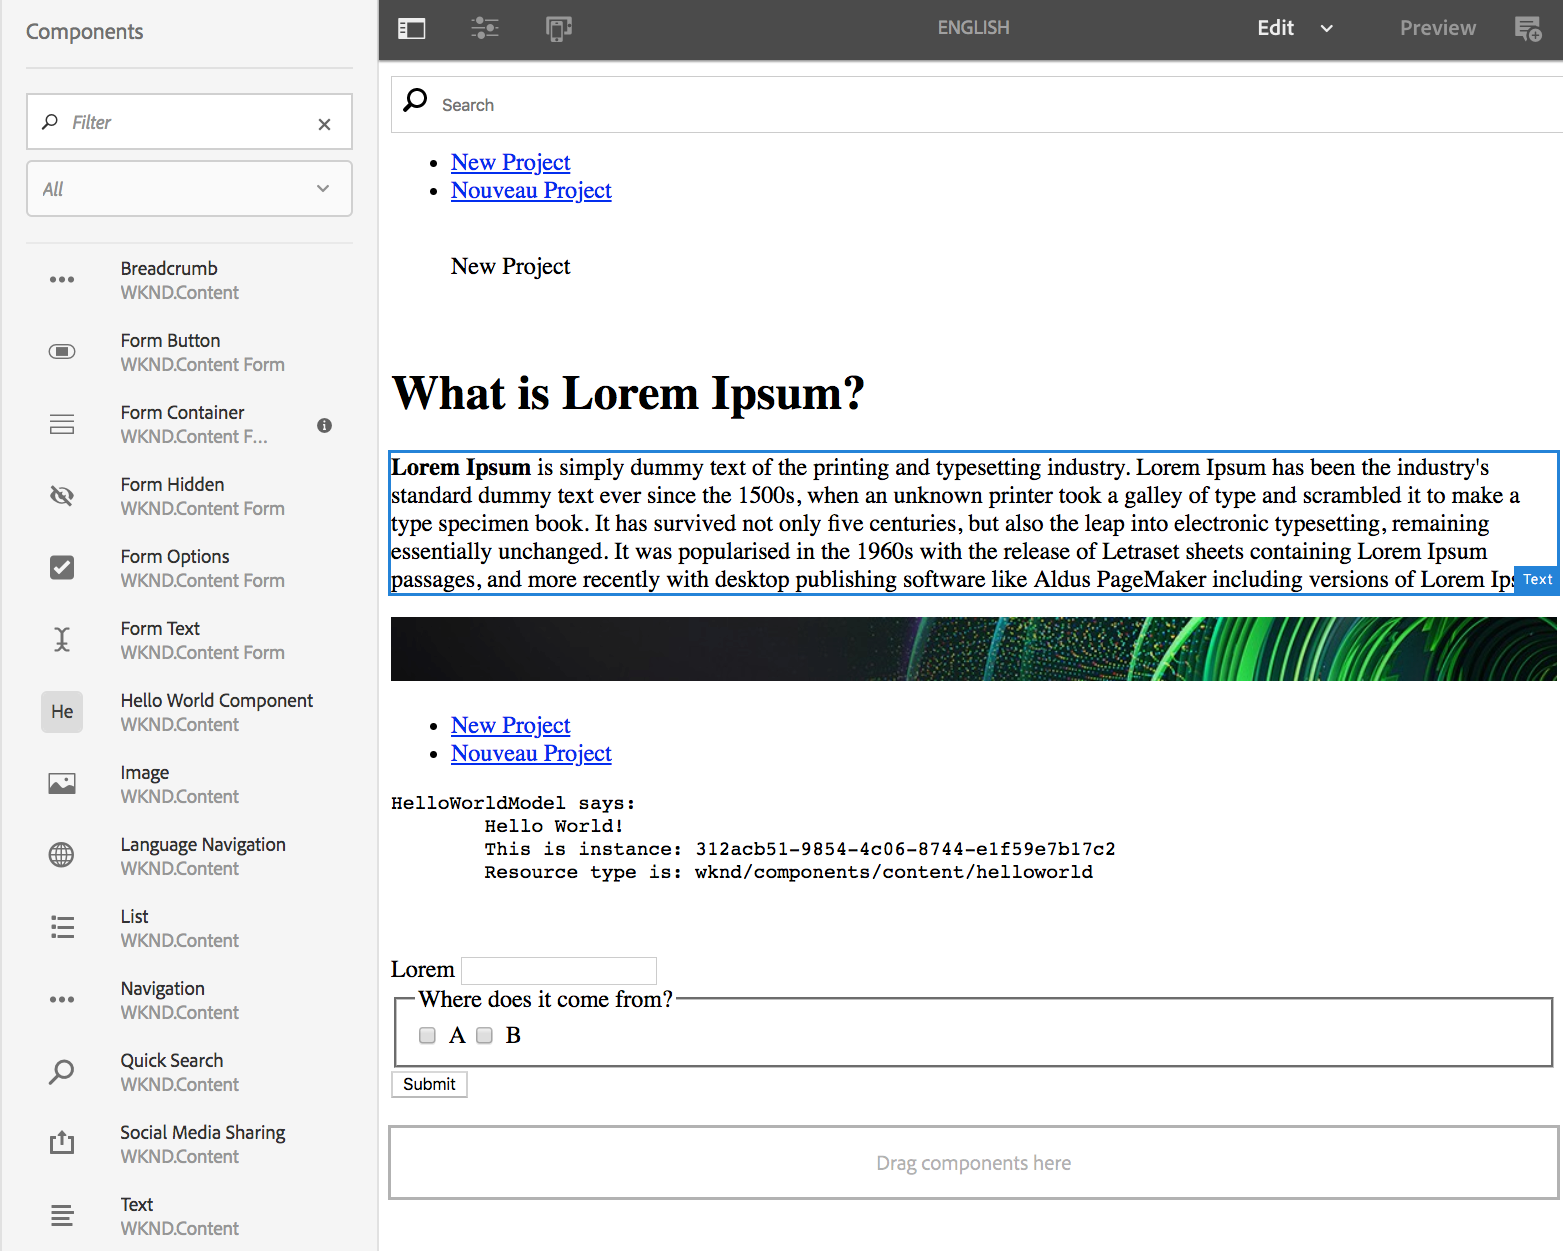 Components
Filter
All
Breadcrumb
WKND.Content
Form Button
WKND.Content Form
Form Container
WKND.Content F...
Form Hidden
WKND.Content Form
Form Options
WKND.Content Form
Form Text
WKND.Content Form
He
Hello World Component
WKND.Content
Image
WKND.Content
Language Navigation
WKND.Content
List
WKND.Content
Navigation
WKND.Content
Quick Search
WKND.Content
Social Media Sharing
WKND.Content
Text
WKND.Content
ENGLISH
Edit
Preview
Search
New Project
Nouveau Project
New Project
What is Lorem Ipsum?
Lorem Ipsum is simply dummy text of the printing and typesetting industry. Lorem Ipsum has been the industry's
standard dummy text ever since the 1500s, when an unknown printer took a galley of type and scrambled it to make a
type specimen book. It has survived not only five centuries, but also the leap into electronic typesetting, remaining
essentially unchanged. It was popularised in the 1960s with the release of Letraset sheets containing Lorem Ipsum
passages, and more recently with desktop publishing software like Aldus PageMaker including versions of Lorem Ips
Text
New Project
Nouveau Project
HelloWorldModel says:
Hello World!
This is instance: 312acb51-9854-4c06-8744-e1f59e7b17c2
Resource type is: wknd/components/content/helloworld
Lorem
Where does it come from?
A B
Submit
Drag components here